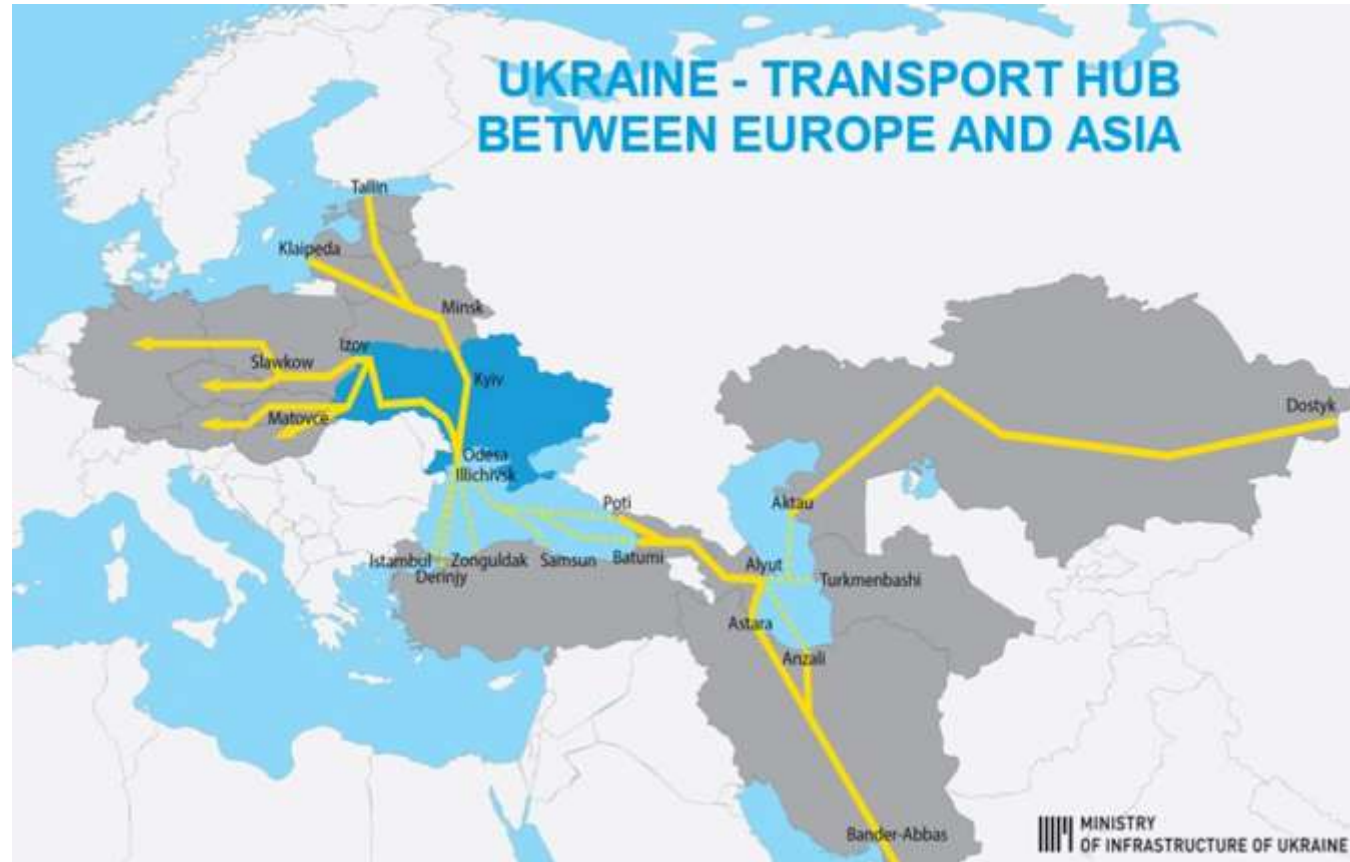 UKRAINE - TRANSPORT HUB
BETWEEN EUROPE AND ASIA
Tallin
Klaipeda
Minsk
Izov
Slawkow
Kyiv
Matovce
Dostyk
Odesa
Illichivsk
Poti
Aktau
Istambul
Zonguldak
Samsun
Batumi
Alyut
Derinjy
Turkmenbashi
Astara
Anzali
Bander-Abbas
MINISTRY
OF INFRASTRUCTURE OF UKRAINE